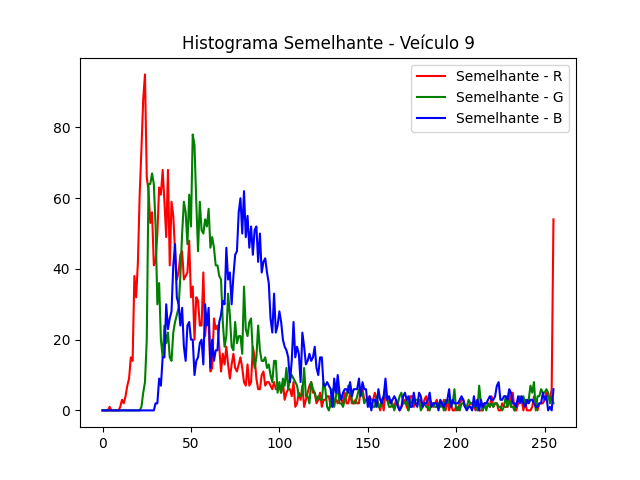 Histograma Semelhante - Veículo 9
Semelhante - R
Semelhante - G
Semelhante - B
80
60
40
20
0
0 50 100 150 200 250